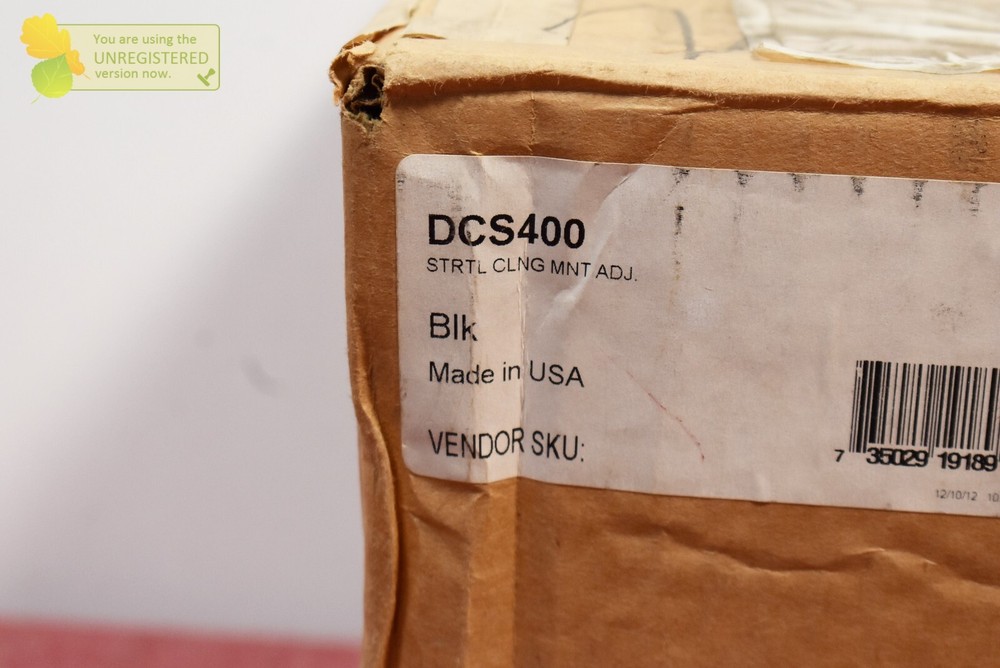 You are using the
UNREGISTERED
version now.
DCS400
STRTL CLNG MNT ADJ.
Blk
Made in USA
VENDOR SKU:
7 35029 19189
12/10/12 10